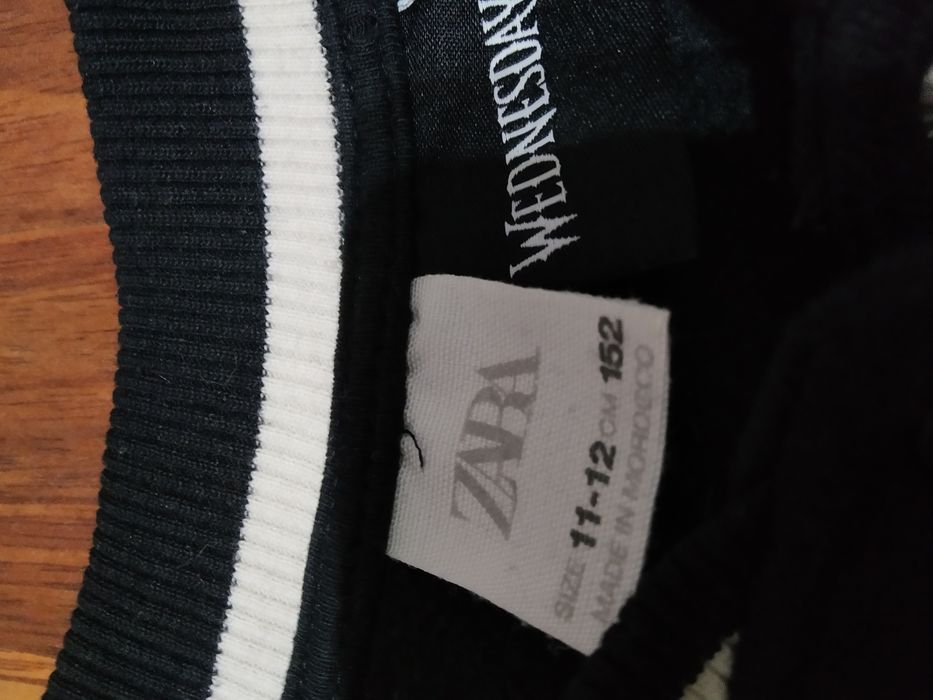 WEDNESDAY
ZARA
SIZE 11-12 CM 152
MADE IN MOROCCO